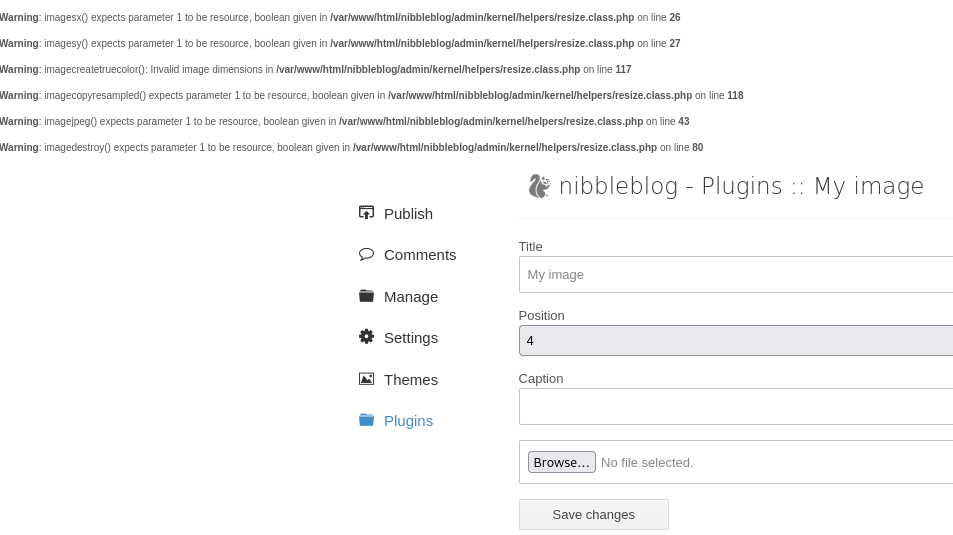 Warning: imagesx() expects parameter 1 to be resource, boolean given in /var/www/html/nibbleblog/admin/kernel/helpers/resize.class.php on line 26
Warning: imagesy() expects parameter 1 to be resource, boolean given in /var/www/html/nibbleblog/admin/kernel/helpers/resize.class.php on line 27
Warning: imagecreatetruecolor(): Invalid image dimensions in /var/www/html/nibbleblog/admin/kernel/helpers/resize.class.php on line 117
Warning: imagecopyresampled() expects parameter 1 to be resource, boolean given in /var/www/html/nibbleblog/admin/kernel/helpers/resize.class.php on line 118
Warning: imagejpeg() expects parameter 1 to be resource, boolean given in /var/www/html/nibbleblog/admin/kernel/helpers/resize.class.php on line 43
Warning: imagedestroy() expects parameter 1 to be resource, boolean given in /var/www/html/nibbleblog/admin/kernel/helpers/resize.class.php on line 80
nibbleblog - Plugins :: My image
Publish
Comments
Manage
Settings
Themes
Plugins
Title
My image
Position
4
Caption
Browse... No file selected.
Save changes